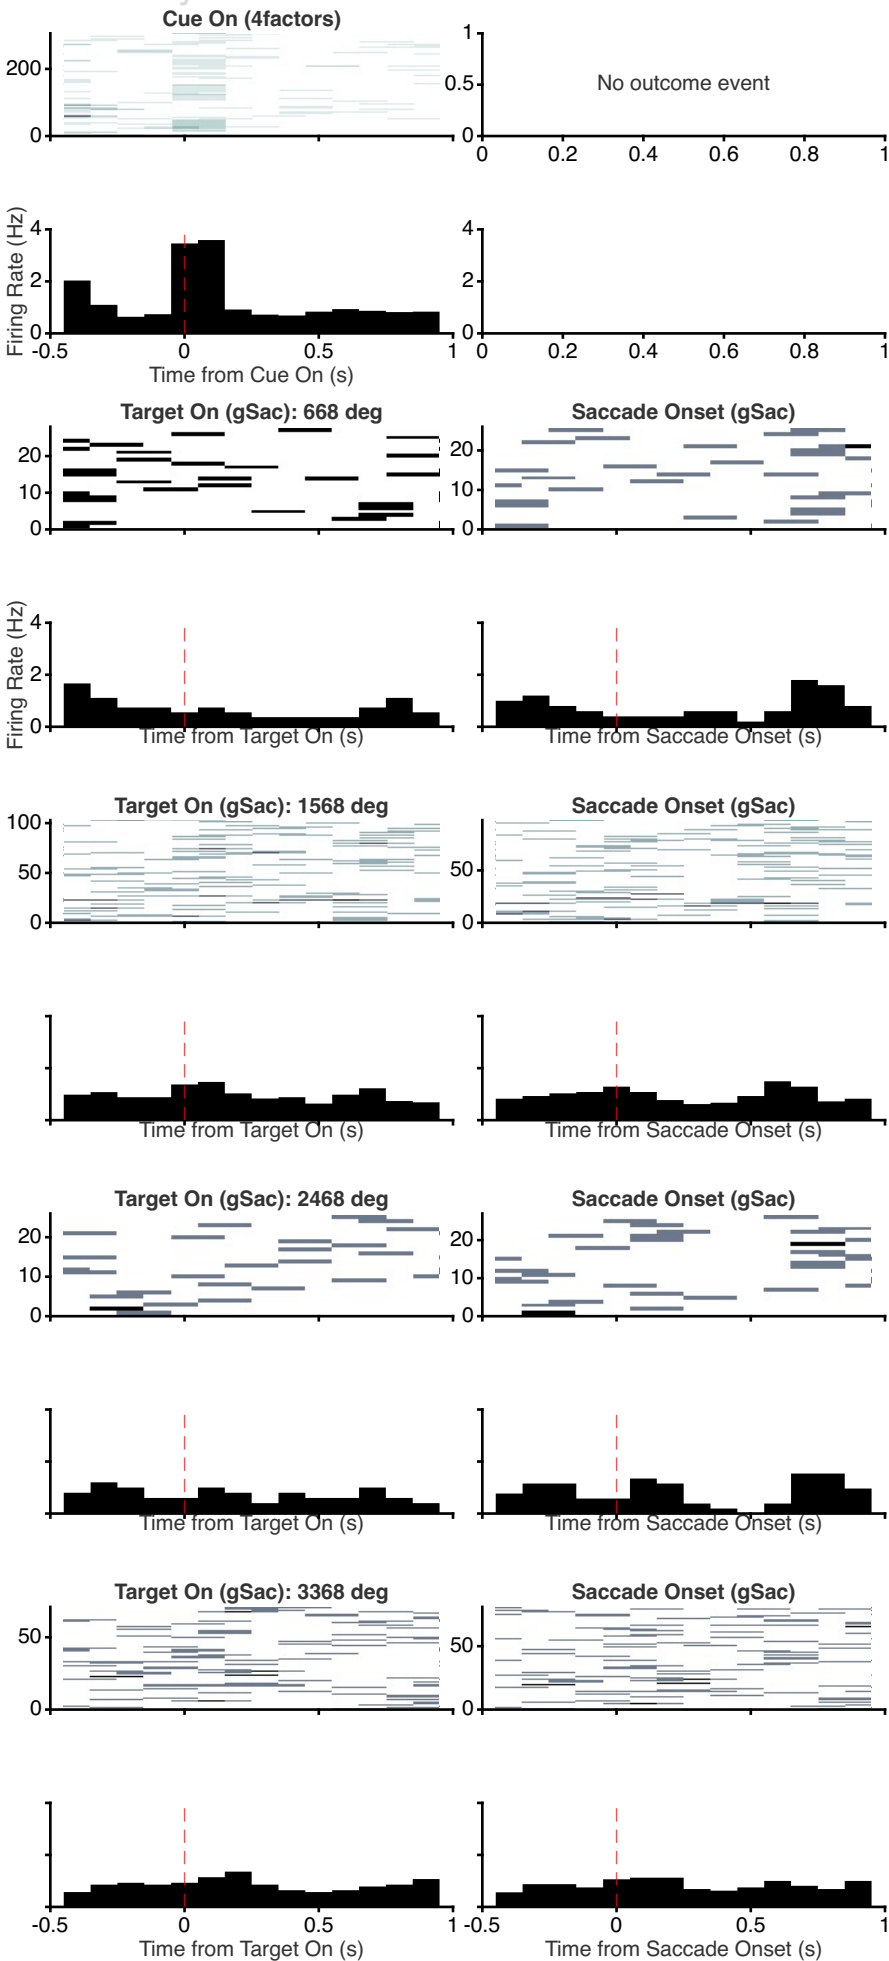 Cue On (4factors)
200
0
0
0.5
1
0.5
0
No outcome event
0
0.2
0.4
0.6
0.8
1
Firing Rate (Hz)
4
2
0
-0.5
0
0.5
1
Time from Cue On (s)
4
2
0
0
0.2
0.4
0.6
0.8
1
Target On (gSac): 668 deg
20
10
0
Saccade Onset (gSac)
20
10
0
Firing Rate (Hz)
4
2
0
Time from Target On (s)
Time from Saccade Onset (s)
Target On (gSac): 1568 deg
100
50
0
Saccade Onset (gSac)
50
0
Time from Target On (s)
Time from Saccade Onset (s)
Target On (gSac): 2468 deg
20
10
0
Saccade Onset (gSac)
20
10
0
Time from Target On (s)
Time from Saccade Onset (s)
Target On (gSac): 3368 deg
50
0
Saccade Onset (gSac)
50
0
-0.5
0
0.5
1
Time from Target On (s)
-0.5
0
0.5
1
Time from Saccade Onset (s)